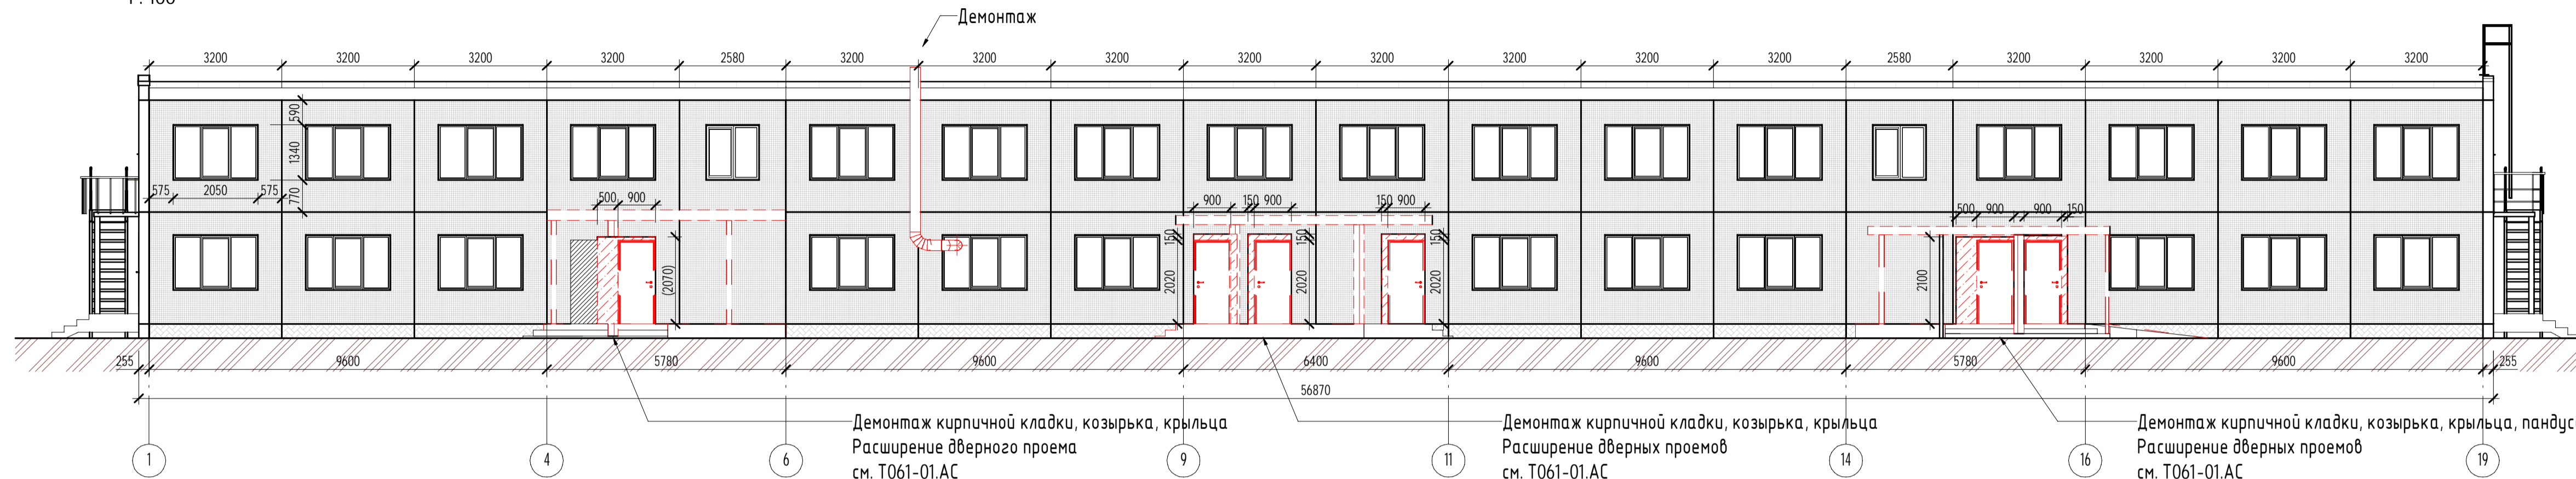 Демонтаж
3200 3200 3200 3200 2580 3200 3200 3200 3200 3200 3200 3200 3200 2580 3200 3200 3200 3200
590
1340
770
575 2050 575
500 900
900 150 900
150 900
500 900 900 150
(2070)
150
2020
150
2020
150
2020
2100
255 9600 5780 9600 6400 9600 5780 9600 255
56870
Демонтаж кирпичной кладки, козырька, крыльца
Расширение дверного проема
см. Т061-01.АС
Демонтаж кирпичной кладки, козырька, крыльца
Расширение дверных проемов
см. Т061-01.АС
Демонтаж кирпичной кладки, козырька, крыльца, пандус
Расширение дверных проемов
см. Т061-01.АС
1 4 6 9 11 14 16 19